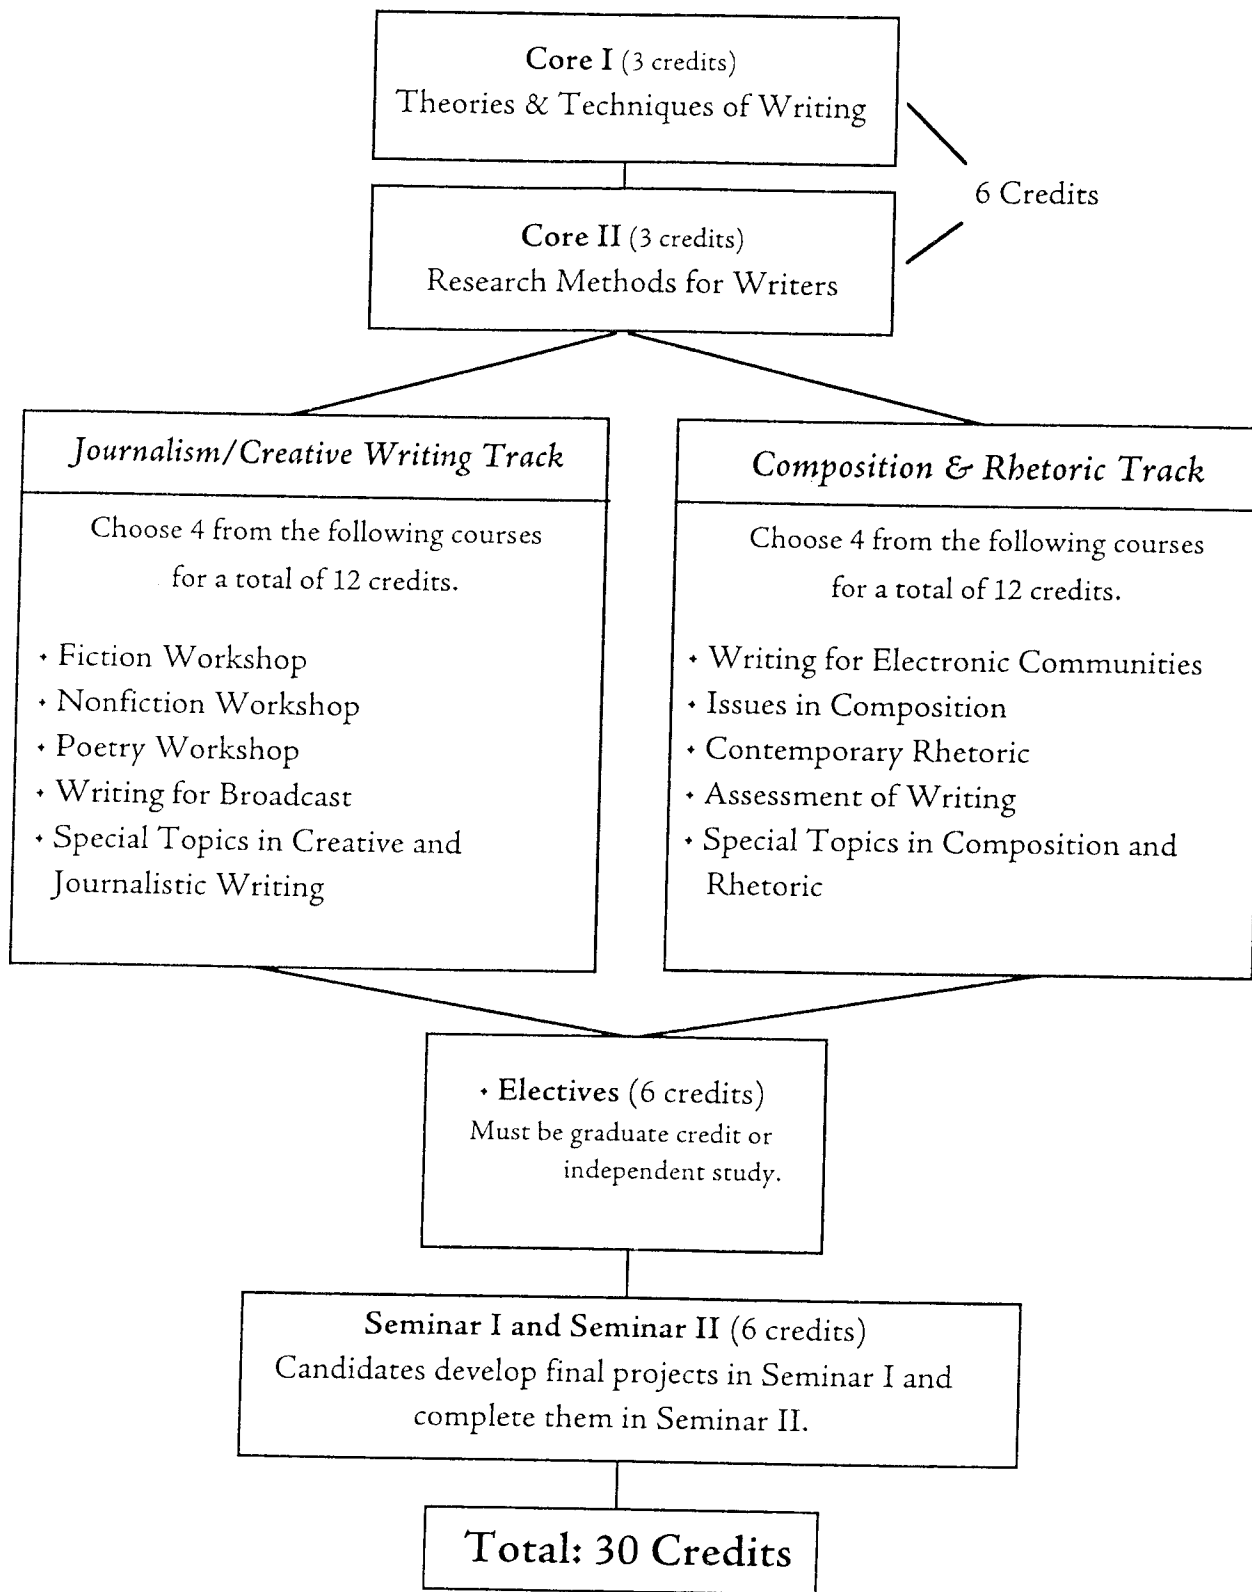 Core I (3 credits)
Theories & Techniques of Writing
6 Credits
Core II (3 credits)
Research Methods for Writers
Journalism/Creative Writing Track
Choose 4 from the following courses
for a total of 12 credits.
• Fiction Workshop
• Nonfiction Workshop
• Poetry Workshop
• Writing for Broadcast
• Special Topics in Creative and
Journalistic Writing
Composition & Rhetoric Track
Choose 4 from the following courses
for a total of 12 credits.
• Writing for Electronic Communities
• Issues in Composition
• Contemporary Rhetoric
• Assessment of Writing
• Special Topics in Composition and
Rhetoric
• Electives (6 credits)
Must be graduate credit or
independent study.
Seminar I and Seminar II (6 credits)
Candidates develop final projects in Seminar I and
complete them in Seminar II.
Total: 30 Credits